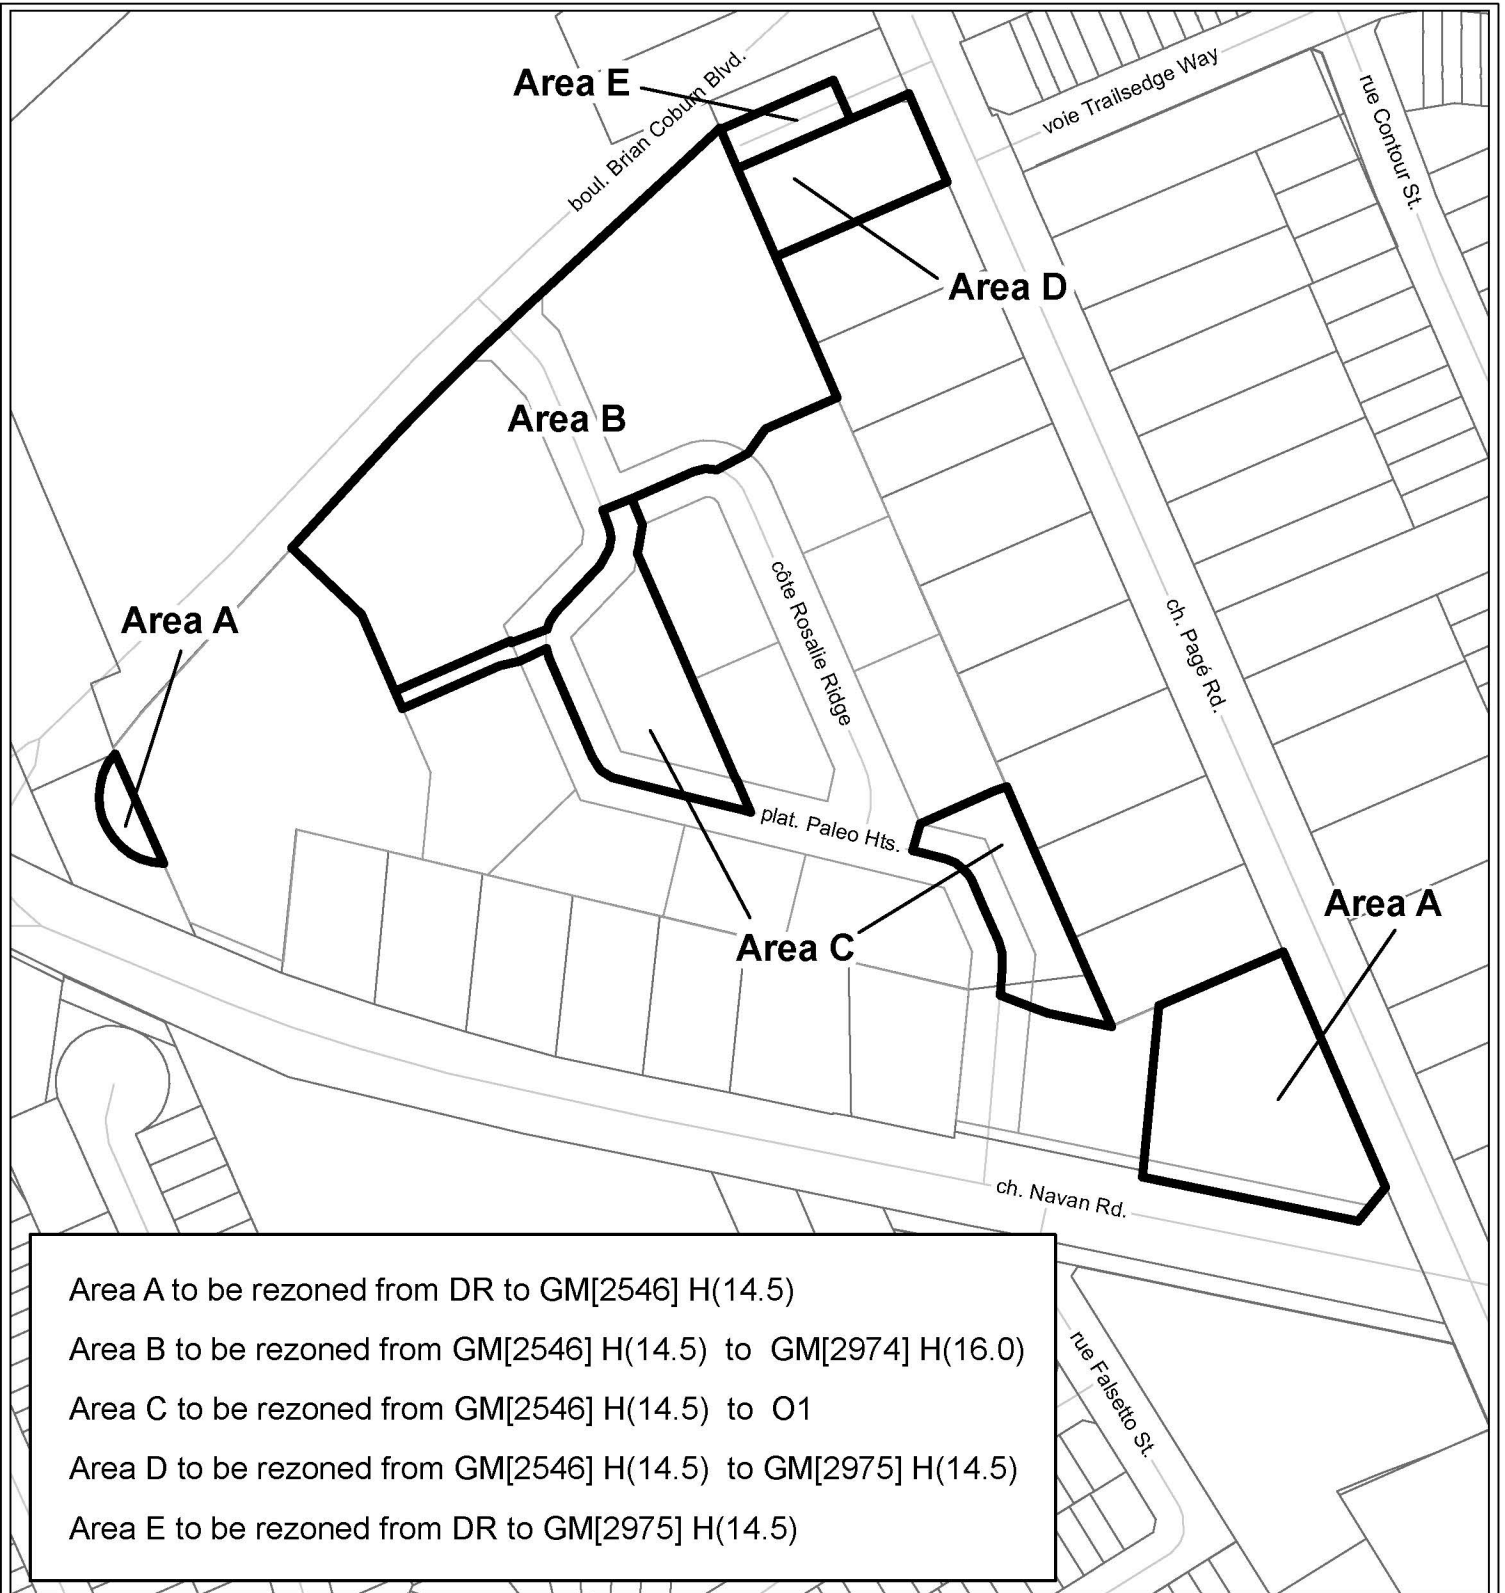 Area E
boul. Brian Coburn Blvd.
voie Trailsedge Way
rue Contour St.
Area D
Area B
Area A
côte Rosalie Ridge
ch. Pagé Rd.
plat. Paleo Hts.
Area C
Area A
ch. Navan Rd.
rue Falsetto St.
Area A to be rezoned from DR to GM[2546] H(14.5)
Area B to be rezoned from GM[2546] H(14.5) to GM[2974] H(16.0)
Area C to be rezoned from GM[2546] H(14.5) to O1
Area D to be rezoned from GM[2546] H(14.5) to GM[2975] H(14.5)
Area E to be rezoned from DR to GM[2975] H(14.5)